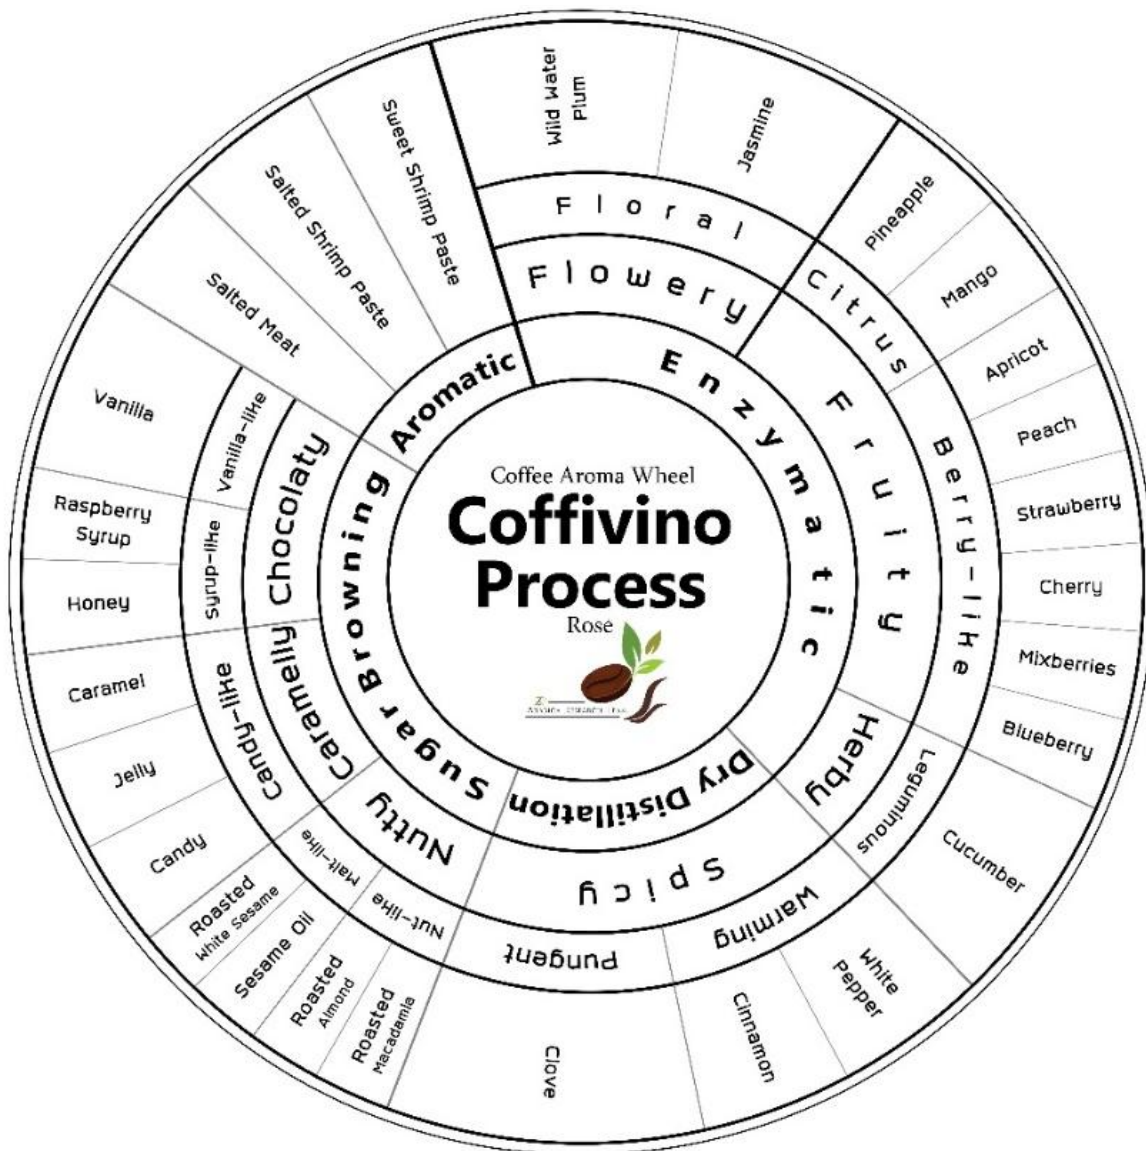 Coffee Aroma Wheel
Coffivino
Process
Rosé
Enzymatic
Flowery
Floral
Wild Water
Plum
Jasmine
Fruity
Citrus
Pineapple
Mango
Berry-like
Apricot
Peach
Strawberry
Cherry
Mixberries
Blueberry
Herby
Leguminous
Cucumber
Dry Distillation
Spicy
Warming
White
Pepper
Cinnamon
Pungent
Clove
Sugar Browning
Nutty
Nut-like
Roasted
Macadamia
Roasted
Almond
Malt-like
Sesame Oil
Roasted
White Sesame
Caramelly
Candy-like
Candy
Jelly
Caramel
Syrup-like
Honey
Raspberry
Syrup
Chocolaty
Vanilla-like
Vanilla
Aromatic
Salted Meat
Salted Shrimp Paste
Sweet Shrimp Paste